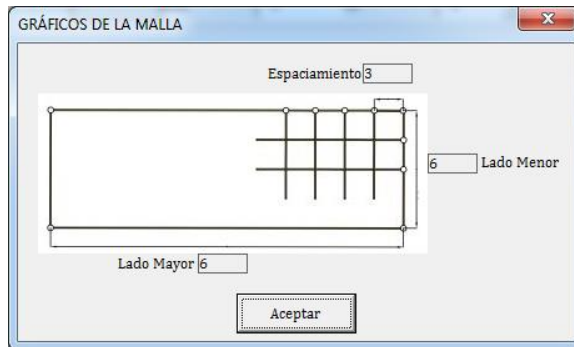 GRÁFICOS DE LA MALLA
Espaciamiento 3
6 Lado Menor
Lado Mayor 6
Aceptar